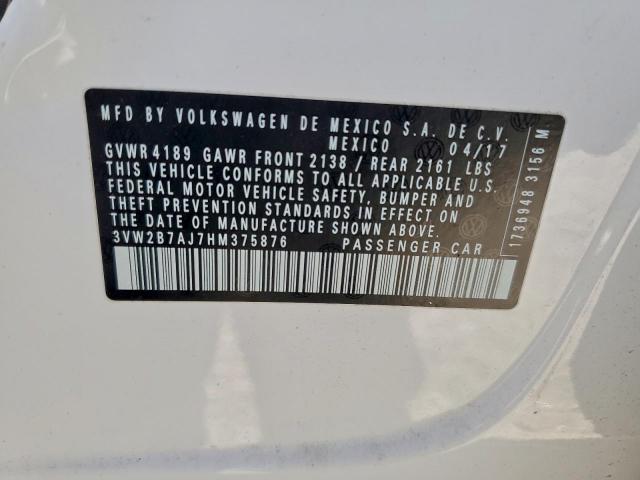 MFD BY VOLKSWAGEN DE MEXICO S.A. DE C.V.
MEXICO 04/17
GVWR 4189 GAWR FRONT 2138 / REAR 2161 LBS
THIS VEHICLE CONFORMS TO ALL APPLICABLE U.S.
FEDERAL MOTOR VEHICLE SAFETY, BUMPER AND
THEFT PREVENTION STANDARDS IN EFFECT ON
THE DATE OF MANUFACTURE SHOWN ABOVE.
3VW2B7AJ7HM375876 PASSENGER CAR
1736948 3156 M